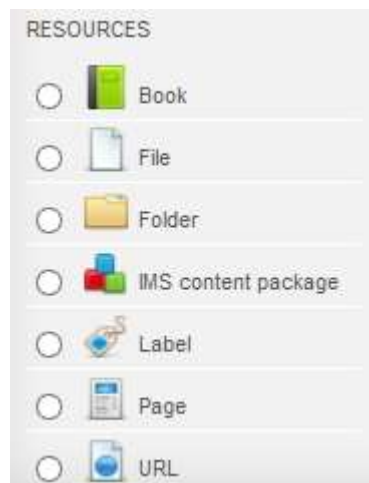 RESOURCES
Book
File
Folder
IMS content package
Label
Page
URL